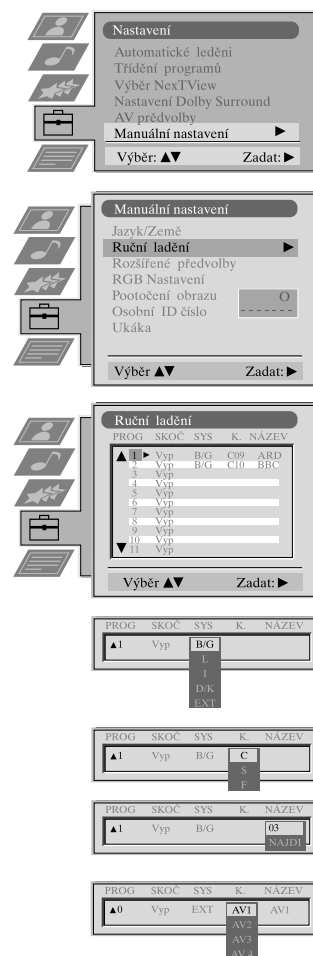 Nastavení
Automatické leděni
Třídění programů
Výběr NexTView
Nastavení Dolby Surround
AV prědvolby
Manuální nastavení ▶
Výběr: ▲▼ Zadat: ▶
Manuální nastavení
Jazyk/Země
Ruční ladění ▶
Rozšířené předvolby
RGB Nastavení
Pootočení obrazu O
Osobní ID číslo - - - - - - -
Ukáka
Výběr ▲▼ Zadat: ▶
Ruční ladění
PROG SKOČ SYS K. NÁZEV
▲ 1 ▶ Vyp B/G C09 ARD
2 Vyp B/G C10 BBC
3 Vyp
4 Vyp
5 Vyp
6 Vyp
7 Vyp
8 Vyp
9 Vyp
10 Vyp
▼ 11 Vyp
Výběr ▲▼ Zadat: ▶
PROG SKOČ SYS K. NÁZEV
▲1 Vyp B/G
L
I
D/K
EXT
PROG SKOČ SYS K. NÁZEV
▲1 Vyp B/G C
S
F
PROG SKOČ SYS K. NÁZEV
▲1 Vyp B/G 03
NAJDI
PROG SKOČ SYS K. NÁZEV
▲0 Vyp EXT AV1 AV1
AV2
AV3
AV4